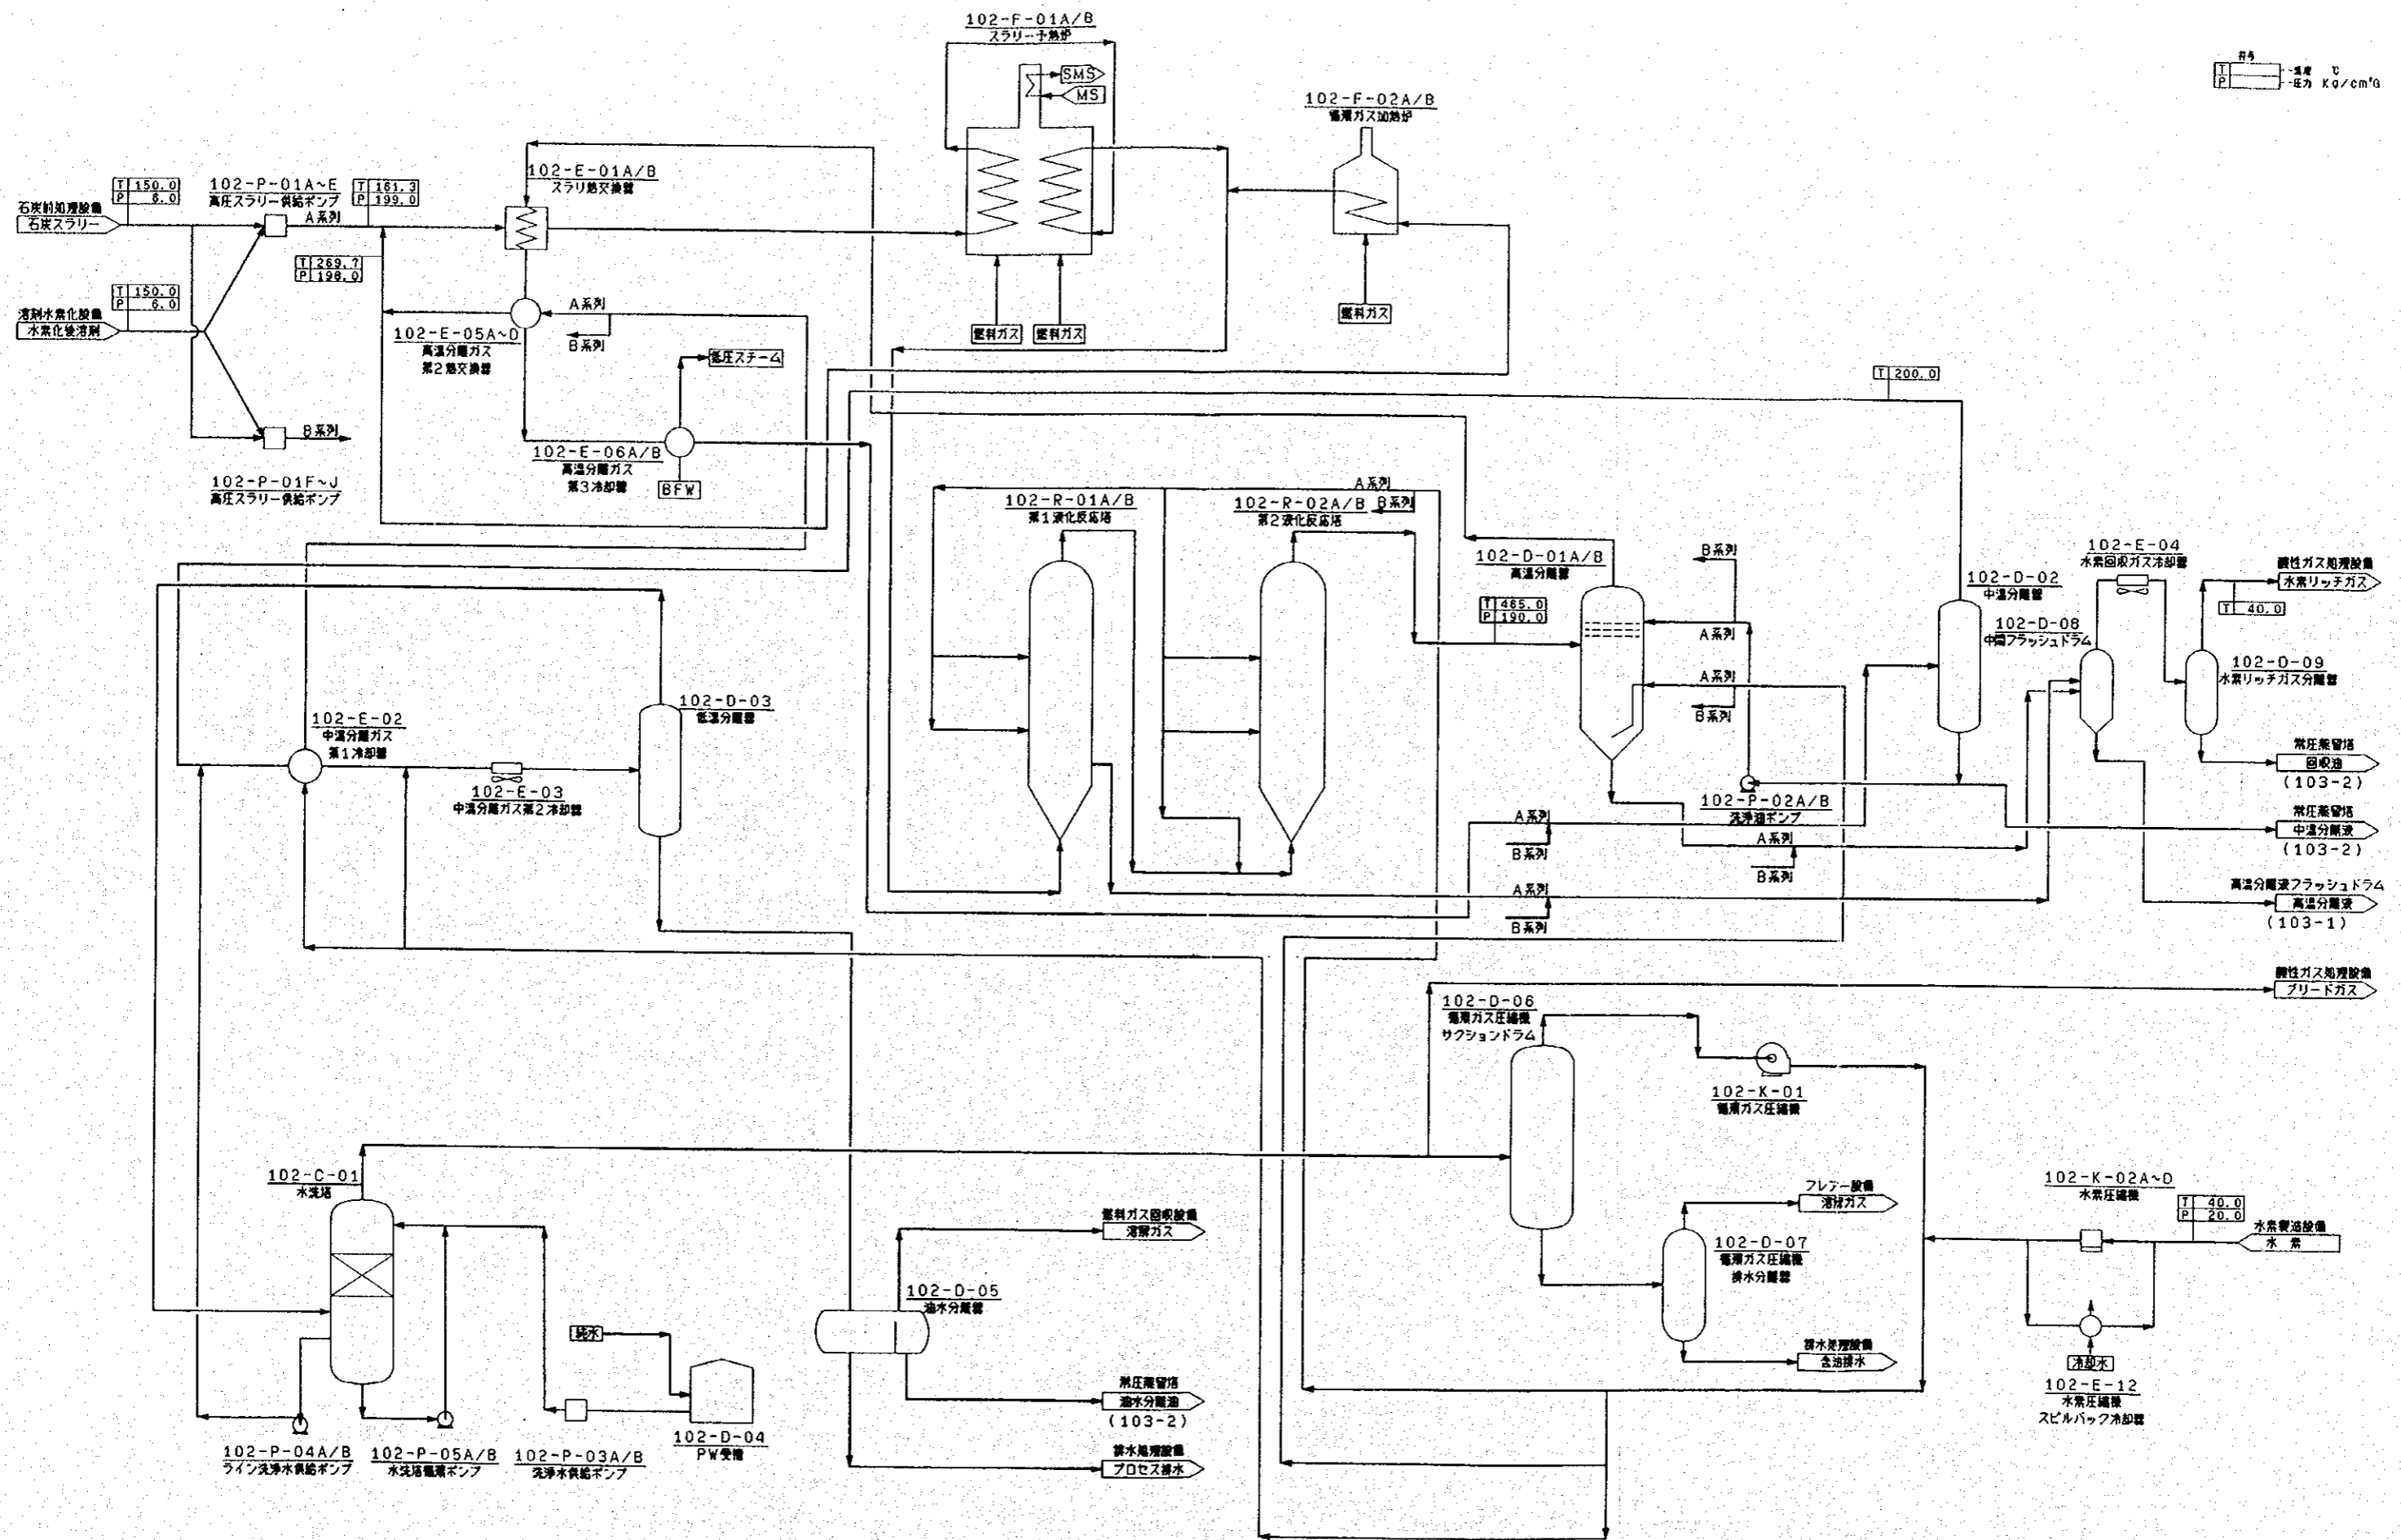 102-F-01A/B
スラリー予熱炉
SMS
MS
符号
T
P
温度 ℃
圧力 Kg/cm²G
102-F-02A/B
循環ガス加熱炉
102-E-01A/B
スラリ熱交換器
T 150.0
P 6.0
102-P-01A~E
高圧スラリー供給ポンプ
A系列
T 161.3
P 199.0
石炭前処理設備
石炭スラリー
T 269.7
P 198.0
T 150.0
P 6.0
溶剤水素化設備
水素化後溶剤
A系列
B系列
102-E-05A~D
高温分離ガス
第2熱交換器
燃料ガス
燃料ガス
燃料ガス
低圧スチーム
T 200.0
B系列
102-E-06A/B
高温分離ガス
第3冷却器
BFW
102-P-01F~J
高圧スラリー供給ポンプ
A系列
B系列
102-R-01A/B
第1液化反応塔
102-R-02A/B
第2液化反応塔
102-D-01A/B
高温分離器
B系列
102-E-04
水素回収ガス冷却器
酸性ガス処理設備
水素リッチガス
102-D-02
中温分離器
T 40.0
T 465.0
P 190.0
A系列
102-D-08
中間フラッシュドラム
102-D-09
水素リッチガス分離器
A系列
B系列
102-D-03
低温分離器
102-E-02
中温分離ガス
第1冷却器
常圧蒸留塔
回収油
(103-2)
102-E-03
中温分離ガス第2冷却器
102-P-02A/B
洗浄油ポンプ
A系列
B系列
A系列
B系列
常圧蒸留塔
中温分離液
(103-2)
A系列
B系列
高温分離液フラッシュドラム
高温分離液
(103-1)
酸性ガス処理設備
ブリードガス
102-D-06
循環ガス圧縮機
サクションドラム
102-K-01
循環ガス圧縮機
102-C-01
水洗塔
102-K-02A~D
水素圧縮機
T 40.0
P 20.0
水素製造設備
水 素
フレアー設備
溶解ガス
燃料ガス回収設備
溶解ガス
102-D-07
循環ガス圧縮機
排水分離器
102-D-05
油水分離器
純水
排水処理設備
含油排水
冷却水
102-E-12
水素圧縮機
スピルバック冷却器
常圧蒸留塔
油水分離油
(103-2)
102-D-04
PW受槽
102-P-04A/B
ライン洗浄水供給ポンプ
102-P-05A/B
水洗塔循環ポンプ
102-P-03A/B
洗浄水供給ポンプ
排水処理設備
プロセス排水